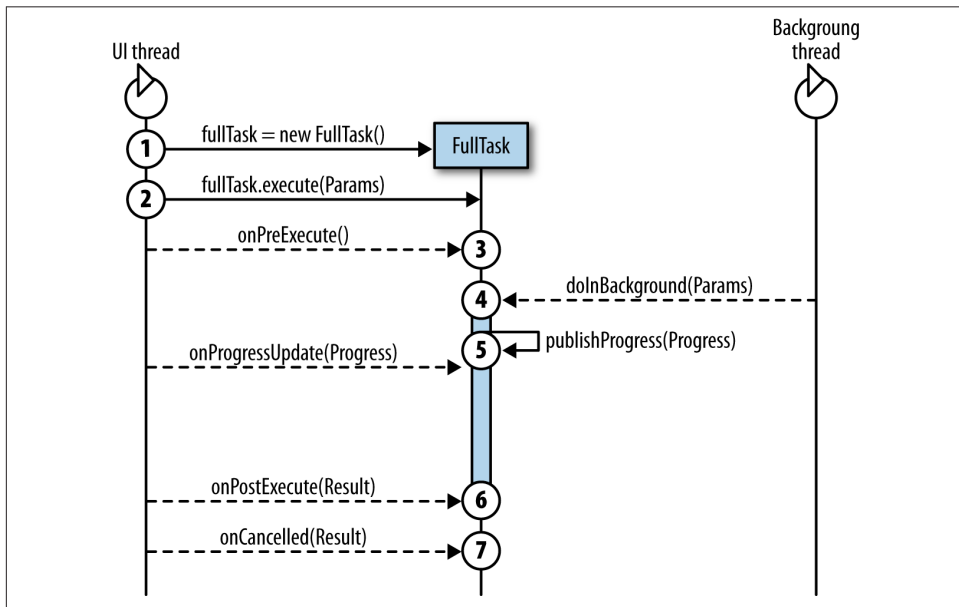 UI thread
Backgroung
thread
1
fullTask = new FullTask()
FullTask
2
fullTask.execute(Params)
onPreExecute()
3
4
doInBackground(Params)
5
publishProgress(Progress)
onProgressUpdate(Progress)
onPostExecute(Result)
6
onCancelled(Result)
7